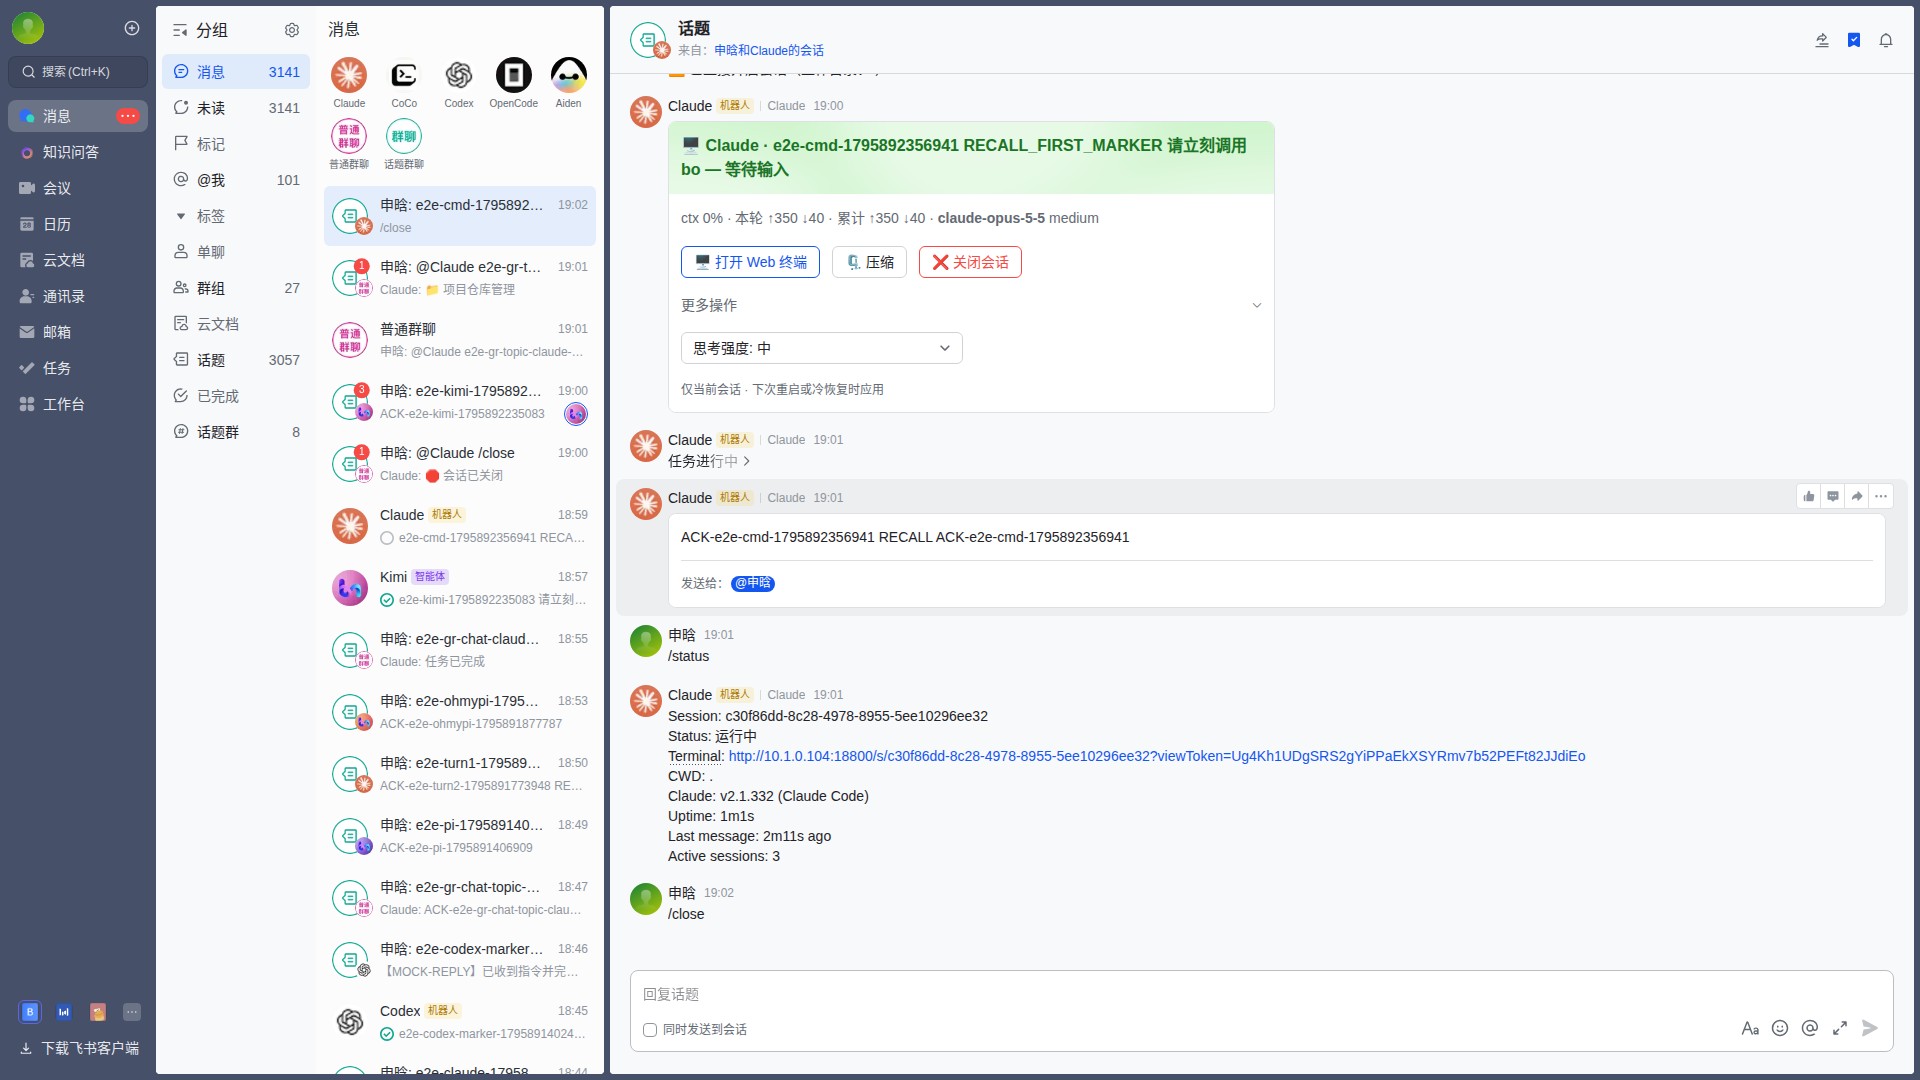 搜索 (Ctrl+K)
消息
知识问答
会议
日历
云文档
通讯录
邮箱
任务
工作台
下载飞书客户端
分组
消息 3141
未读 3141
标记
@我 101
标签
单聊
群组 27
云文档
话题 3057
已完成
话题群 8
消息
Claude CoCo Codex OpenCode Aiden
普通群聊 群聊
普通群聊 话题群聊
申晗: e2e-cmd-1795892... 19:02
/close
1
申晗: @Claude e2e-gr-t... 19:01
Claude: 📁 项目仓库管理
普通群聊
普通群聊 19:01
申晗: @Claude e2e-gr-topic-claude-...
3
申晗: e2e-kimi-1795892... 19:00
ACK-e2e-kimi-1795892235083
1
申晗: @Claude /close 19:00
Claude: 🛑 会话已关闭
Claude 机器人 18:59
e2e-cmd-1795892356941 RECA...
Kimi 智能体 18:57
e2e-kimi-1795892235083 请立刻...
申晗: e2e-gr-chat-claud... 18:55
Claude: 任务已完成
申晗: e2e-ohmypi-1795... 18:53
ACK-e2e-ohmypi-1795891877787
申晗: e2e-turn1-179589... 18:50
ACK-e2e-turn2-1795891773948 RE...
申晗: e2e-pi-179589140... 18:49
ACK-e2e-pi-1795891406909
申晗: e2e-gr-chat-topic-... 18:47
Claude: ACK-e2e-gr-chat-topic-clau...
申晗: e2e-codex-marker... 18:46
【MOCK-REPLY】已收到指令并完...
Codex 机器人 18:45
e2e-codex-marker-17958914024...
申晗: e2e-claude-17958... 18:44
话题
来自：申晗和Claude的会话
Claude 机器人 | Claude 19:00
🖥️ Claude · e2e-cmd-1795892356941 RECALL_FIRST_MARKER 请立刻调用
bo — 等待输入
ctx 0% · 本轮 ↑350 ↓40 · 累计 ↑350 ↓40 · claude-opus-5-5 medium
🖥️ 打开 Web 终端 🗜️ 压缩 ❌ 关闭会话
更多操作
思考强度: 中
仅当前会话 · 下次重启或冷恢复时应用
Claude 机器人 | Claude 19:01
任务进行中
Claude 机器人 | Claude 19:01
ACK-e2e-cmd-1795892356941 RECALL ACK-e2e-cmd-1795892356941
发送给：@申晗
申晗 19:01
/status
Claude 机器人 | Claude 19:01
Session: c30f86dd-8c28-4978-8955-5ee10296ee32
Status: 运行中
Terminal: http://10.1.0.104:18800/s/c30f86dd-8c28-4978-8955-5ee10296ee32?viewToken=Ug4Kh1UDgSRS2gYiPPaEkXSYRmv7b52PEFt82JJdiEo
CWD: .
Claude: v2.1.332 (Claude Code)
Uptime: 1m1s
Last message: 2m11s ago
Active sessions: 3
申晗 19:02
/close
回复话题
同时发送到会话